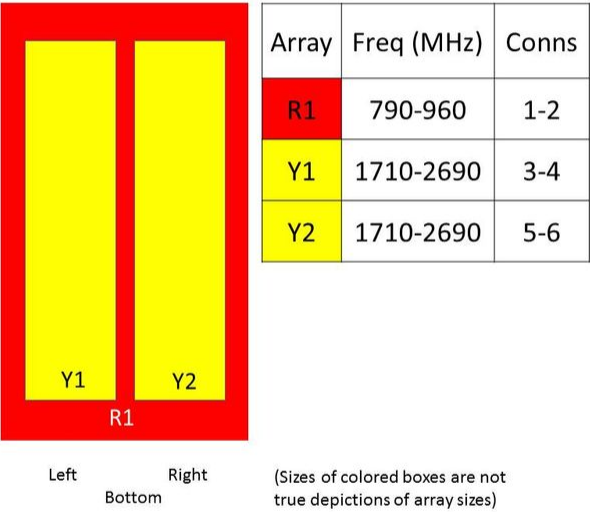 Array Freq (MHz) Conns
R1 790-960 1-2
Y1 1710-2690 3-4
Y2 1710-2690 5-6
Y1 Y2
R1
Left Right
Bottom
(Sizes of colored boxes are not
true depictions of array sizes)